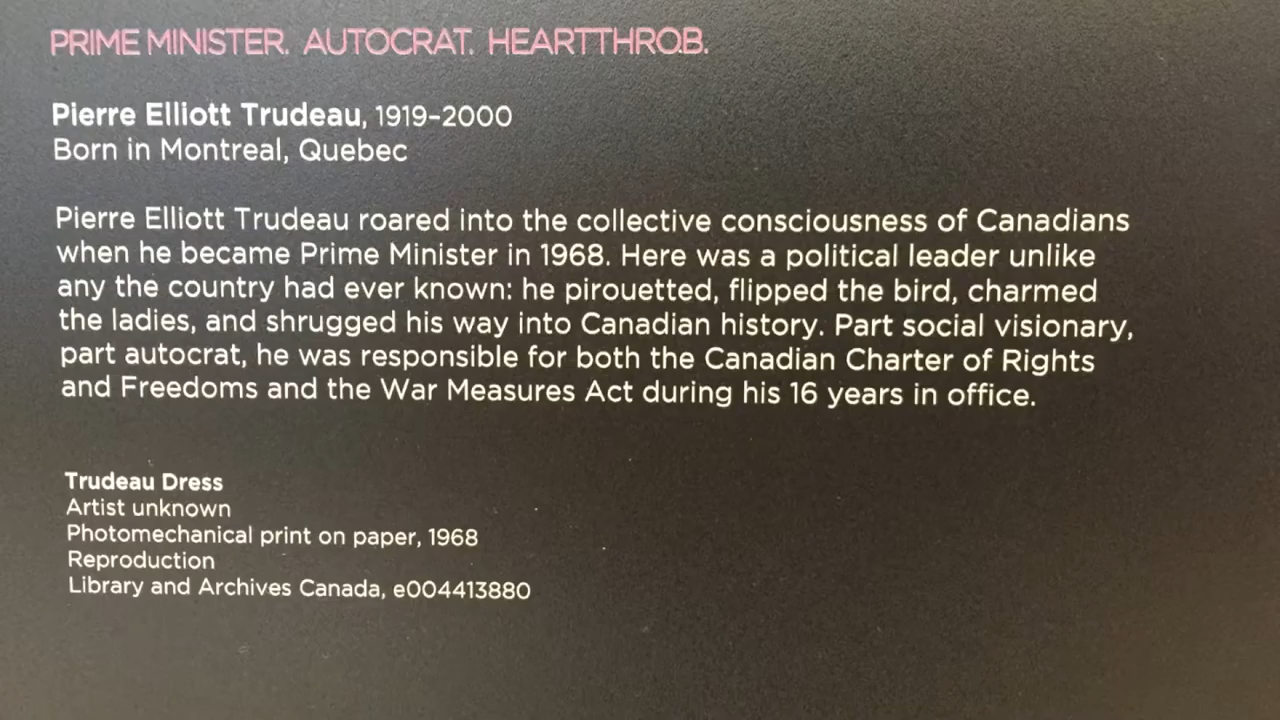 PRIME MINISTER. AUTOCRAT. HEARTTHROB.
Pierre Elliott Trudeau, 1919–2000
Born in Montreal, Quebec
Pierre Elliott Trudeau roared into the collective consciousness of Canadians
when he became Prime Minister in 1968. Here was a political leader unlike
any the country had ever known: he pirouetted, flipped the bird, charmed
the ladies, and shrugged his way into Canadian history. Part social visionary,
part autocrat, he was responsible for both the Canadian Charter of Rights
and Freedoms and the War Measures Act during his 16 years in office.
Trudeau Dress
Artist unknown
Photomechanical print on paper, 1968
Reproduction
Library and Archives Canada, e004413880